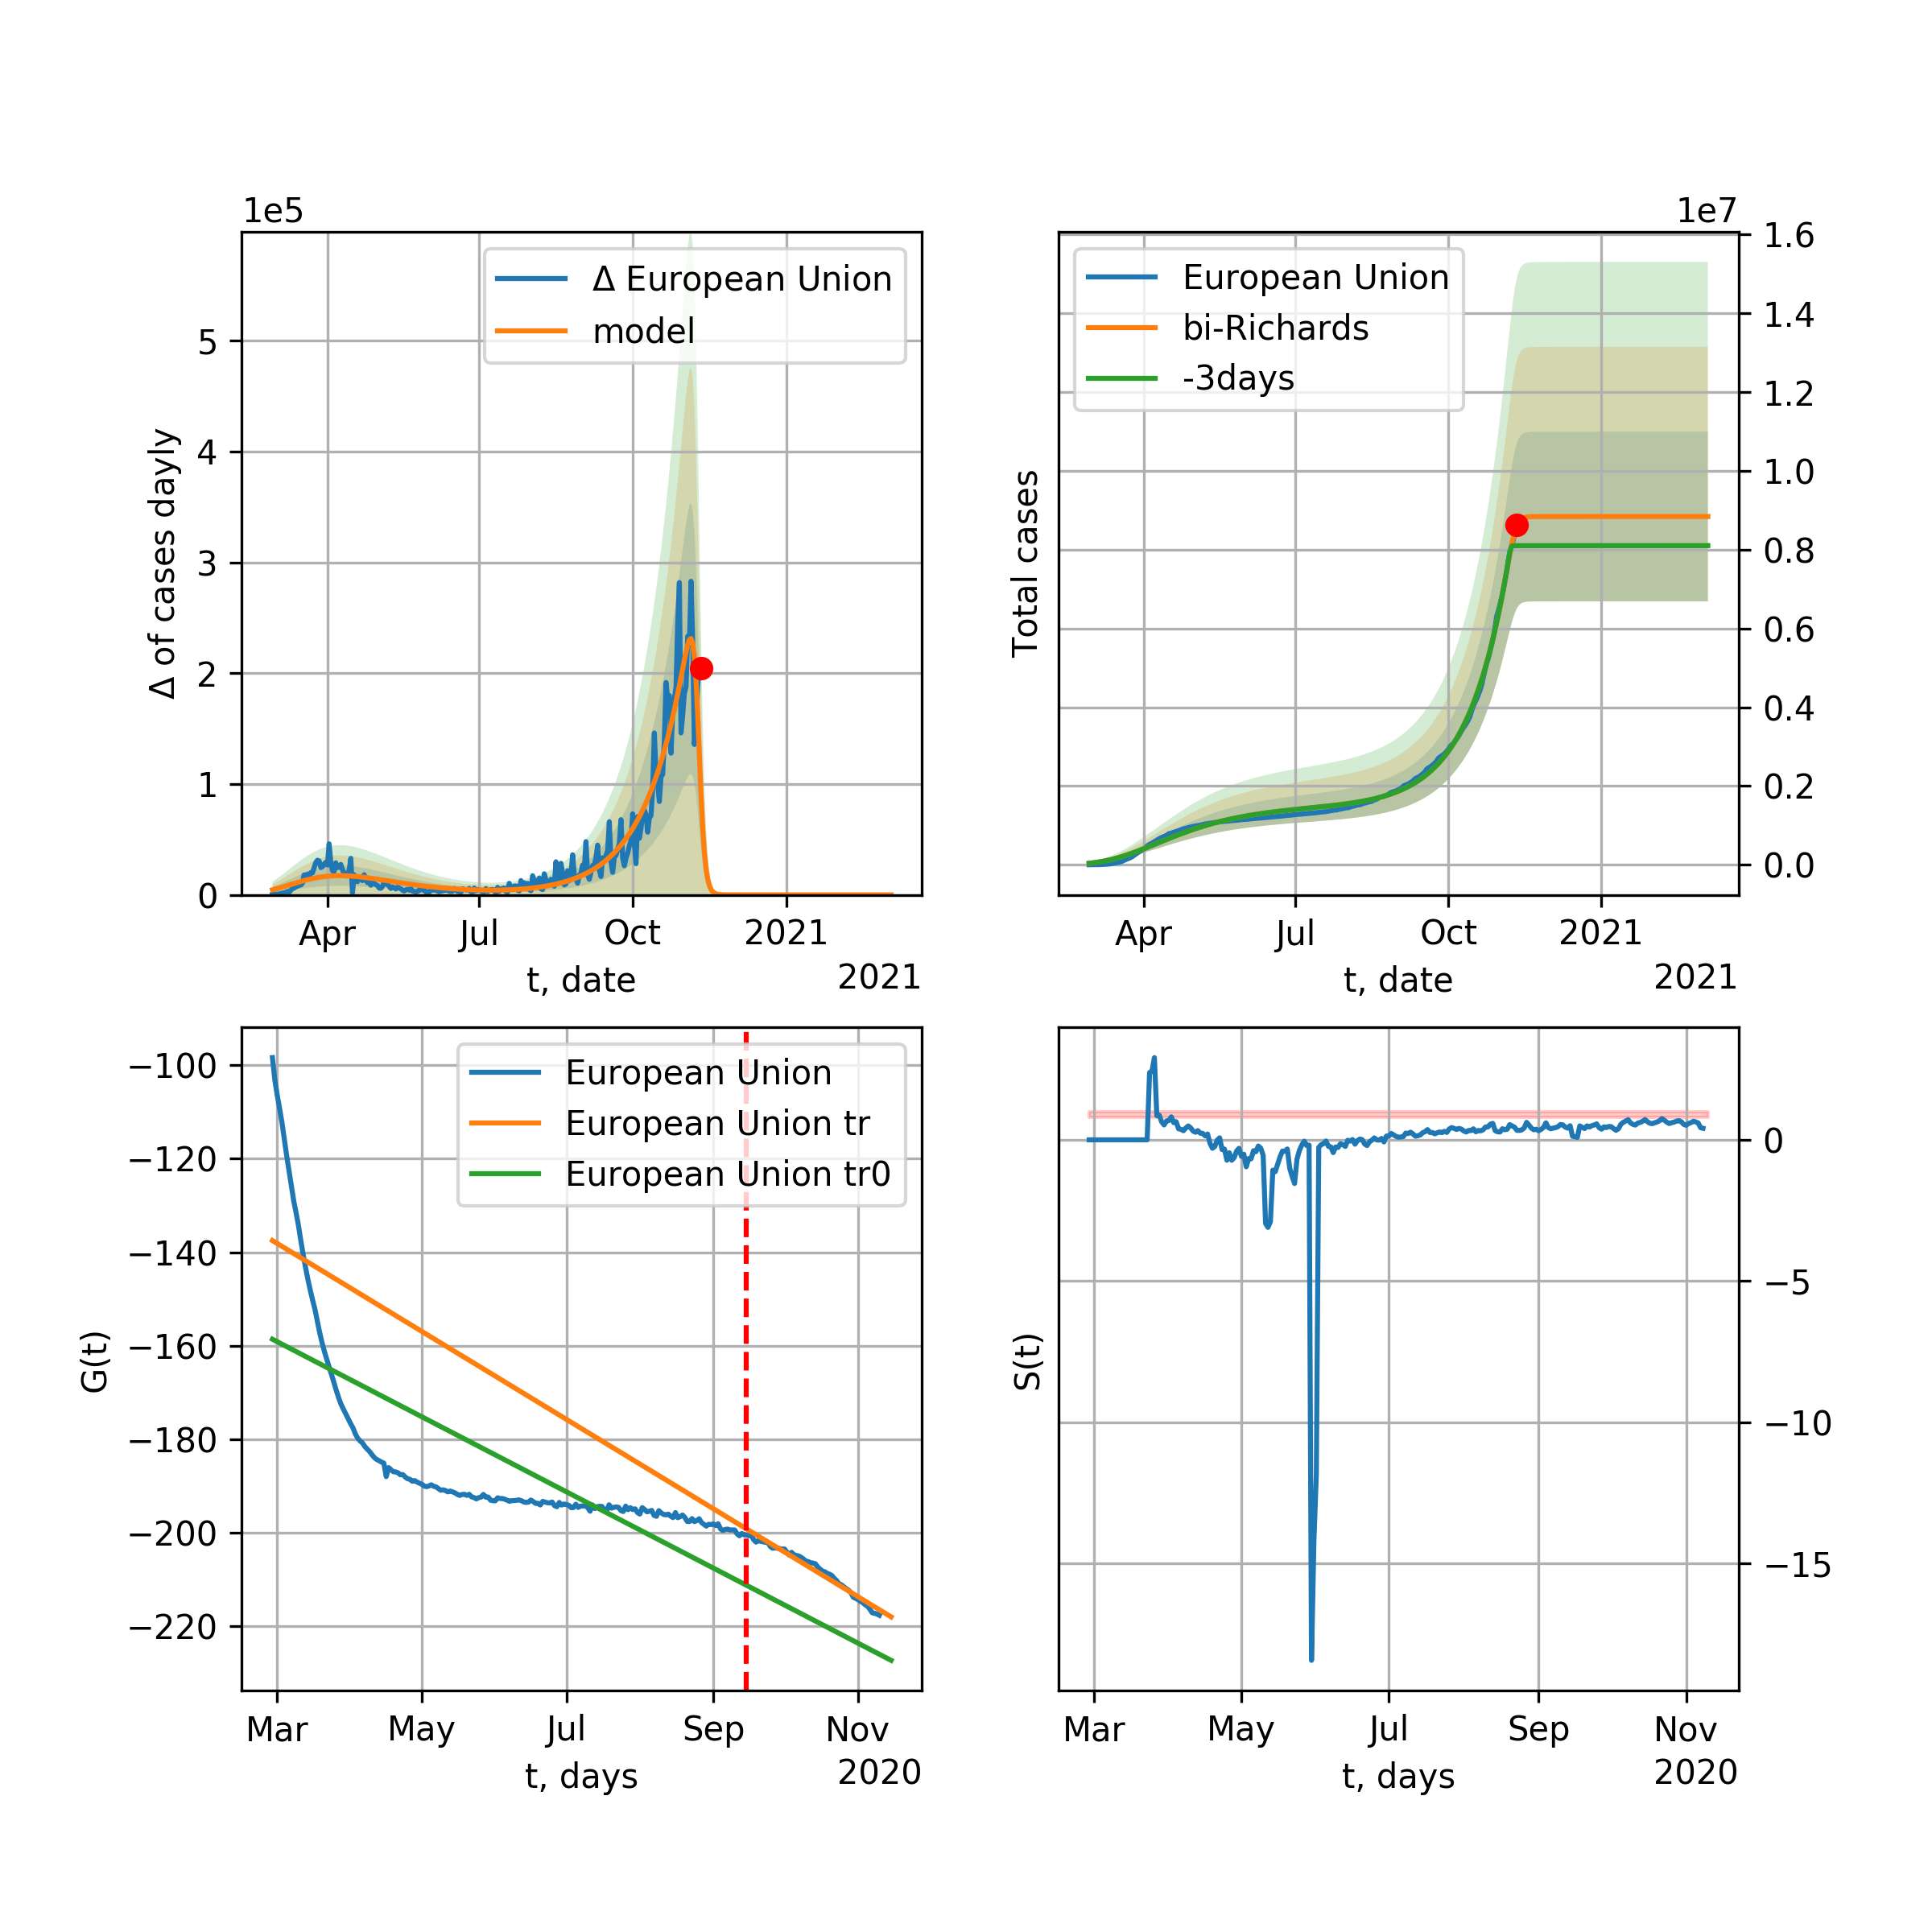 1e5
Δ European Union
model
5
4
3
2
1
0
Δ of cases dayly
Apr
Jul
Oct
2021
t, date
2021
1e7
European Union
bi-Richards
-3days
1.6
1.4
1.2
1.0
0.8
0.6
0.4
0.2
0.0
Total cases
Apr
Jul
Oct
2021
t, date
2021
European Union
European Union tr
European Union tr0
−100
−120
−140
−160
−180
−200
−220
G(t)
Mar
May
Jul
Sep
Nov
t, days
2020
0
−5
−10
−15
S(t)
Mar
May
Jul
Sep
Nov
t, days
2020